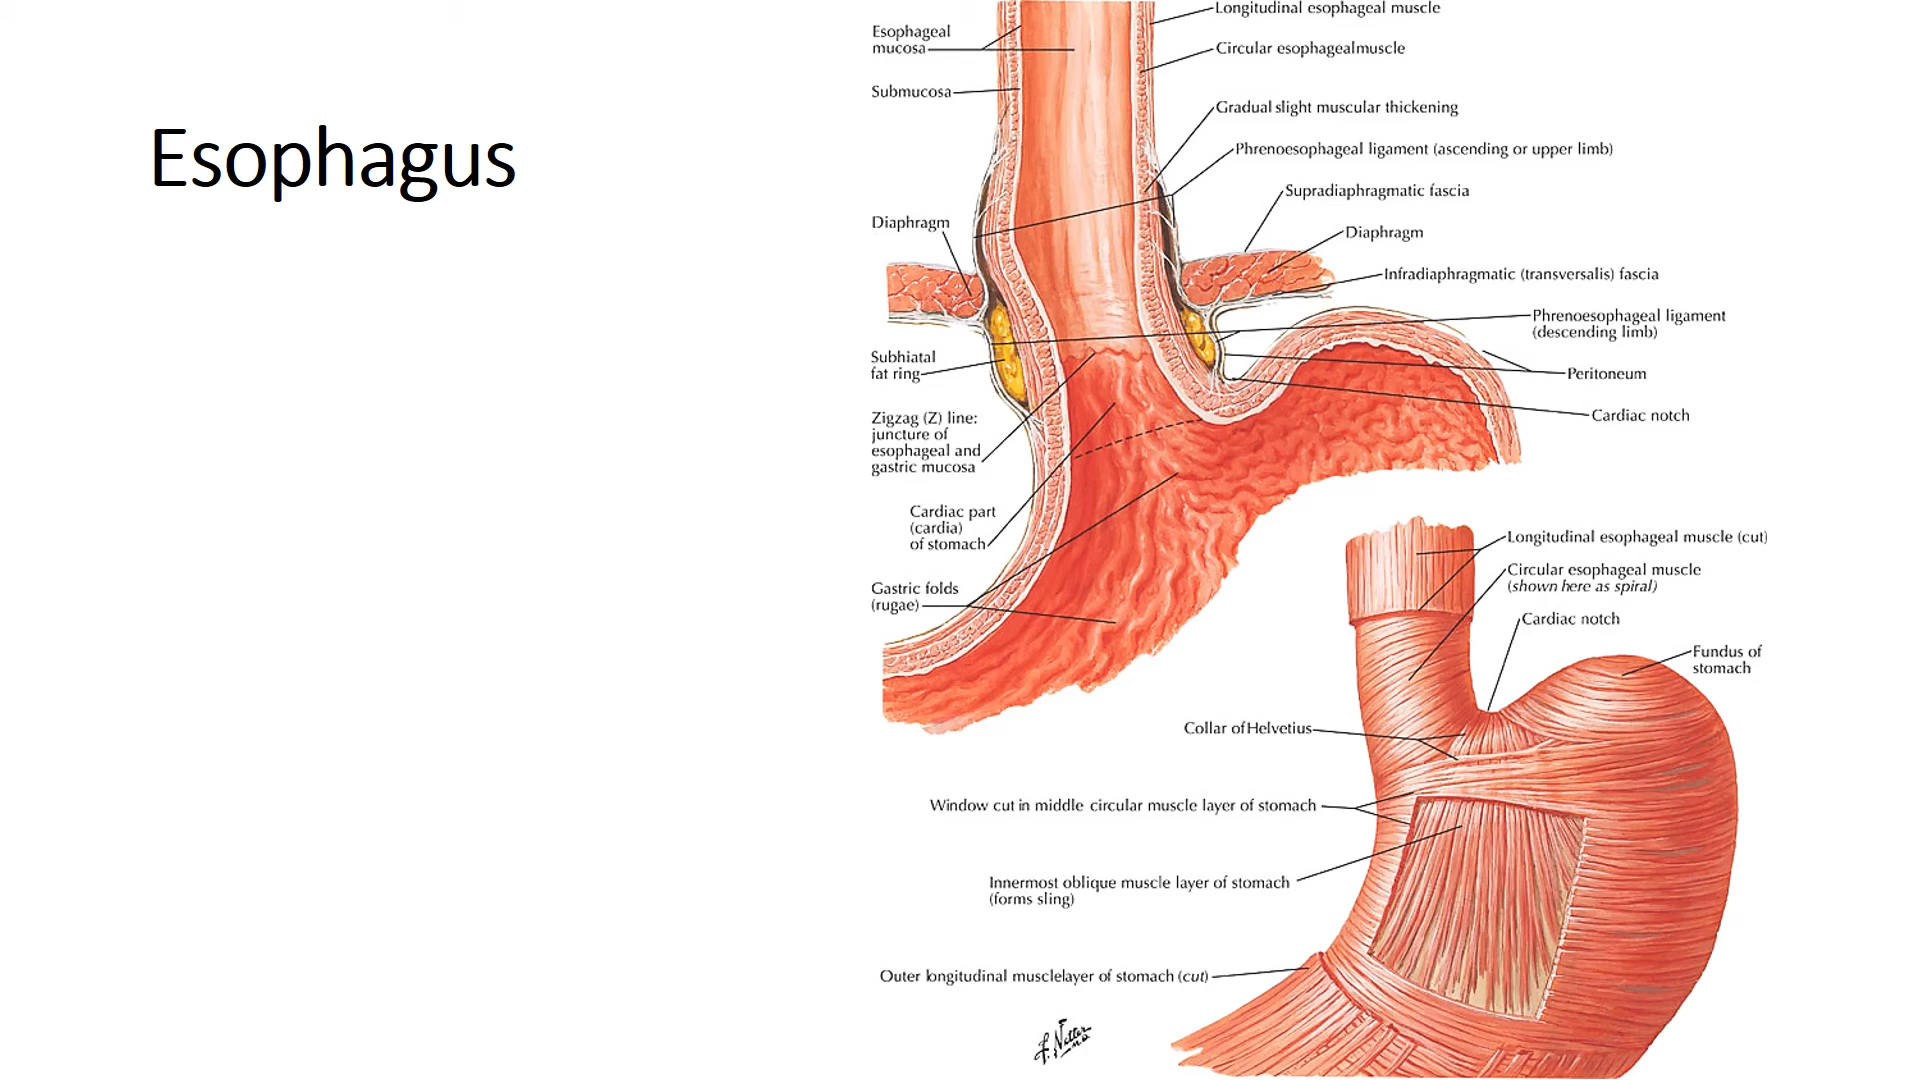 Esophagus
Esophageal
mucosa
Submucosa
Diaphragm
Subhiatal
fat ring
Zigzag (Z) line:
juncture of
esophageal and
gastric mucosa
Cardiac part
(cardia)
of stomach
Gastric folds
(rugae)
Longitudinal esophageal muscle
Circular esophagealmuscle
Gradual slight muscular thickening
Phrenoesophageal ligament (ascending or upper limb)
Supradiaphragmatic fascia
Diaphragm
Infradiaphragmatic (transversalis) fascia
Phrenoesophageal ligament
(descending limb)
Peritoneum
Cardiac notch
Longitudinal esophageal muscle (cut)
Circular esophageal muscle
(shown here as spiral)
Cardiac notch
Fundus of
stomach
Collar of Helvetius
Window cut in middle circular muscle layer of stomach
Innermost oblique muscle layer of stomach
(forms sling)
Outer longitudinal musclelayer of stomach (cut)
F. Netter
M.D.